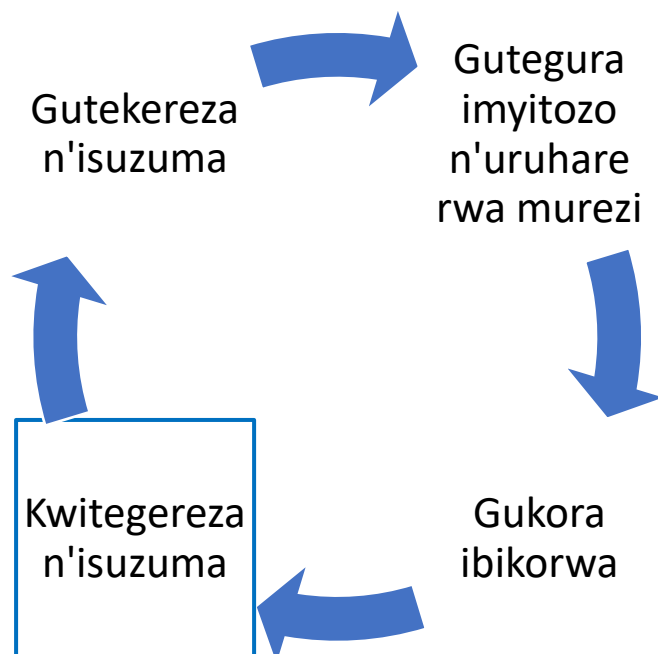 Gutekereza
n'isuzuma
Gutegura
imyitozo
n'uruhare
rwa murezi
Kwitegereza
n'isuzuma
Gukora
ibikorwa